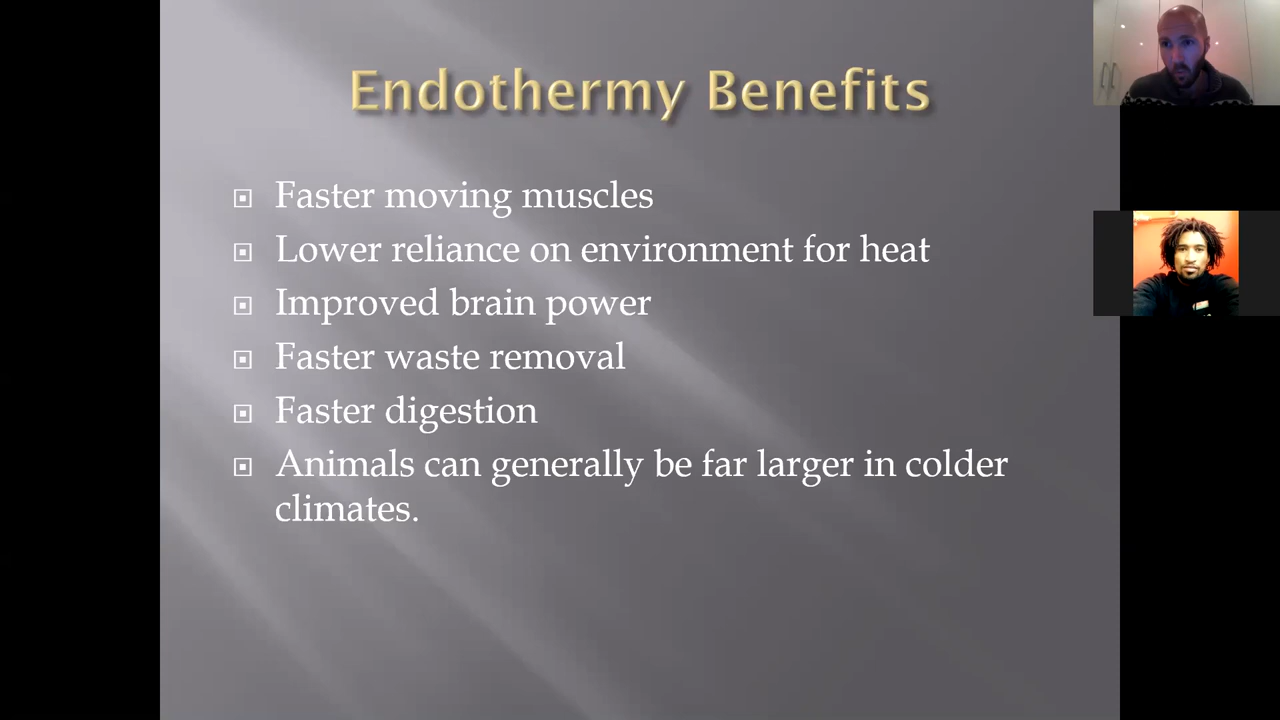 Endothermy Benefits
Faster moving muscles
Lower reliance on environment for heat
Improved brain power
Faster waste removal
Faster digestion
Animals can generally be far larger in colder
climates.